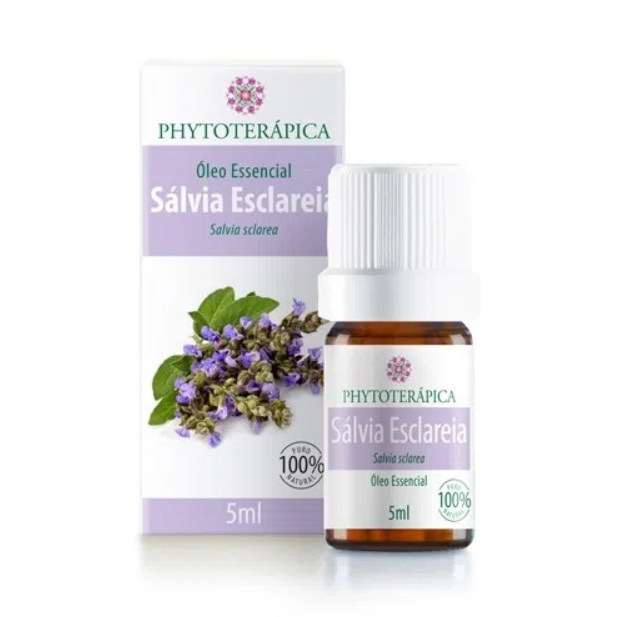 PHYTOTERÁPICA
Óleo Essencial
Sálvia Esclareia
Salvia sclarea
PURO
100%
NATURAL
5ml
PHYTOTERÁPICA
Sálvia Esclareia
Salvia sclarea
Óleo Essencial
PURO
100%
NATURAL
5ml